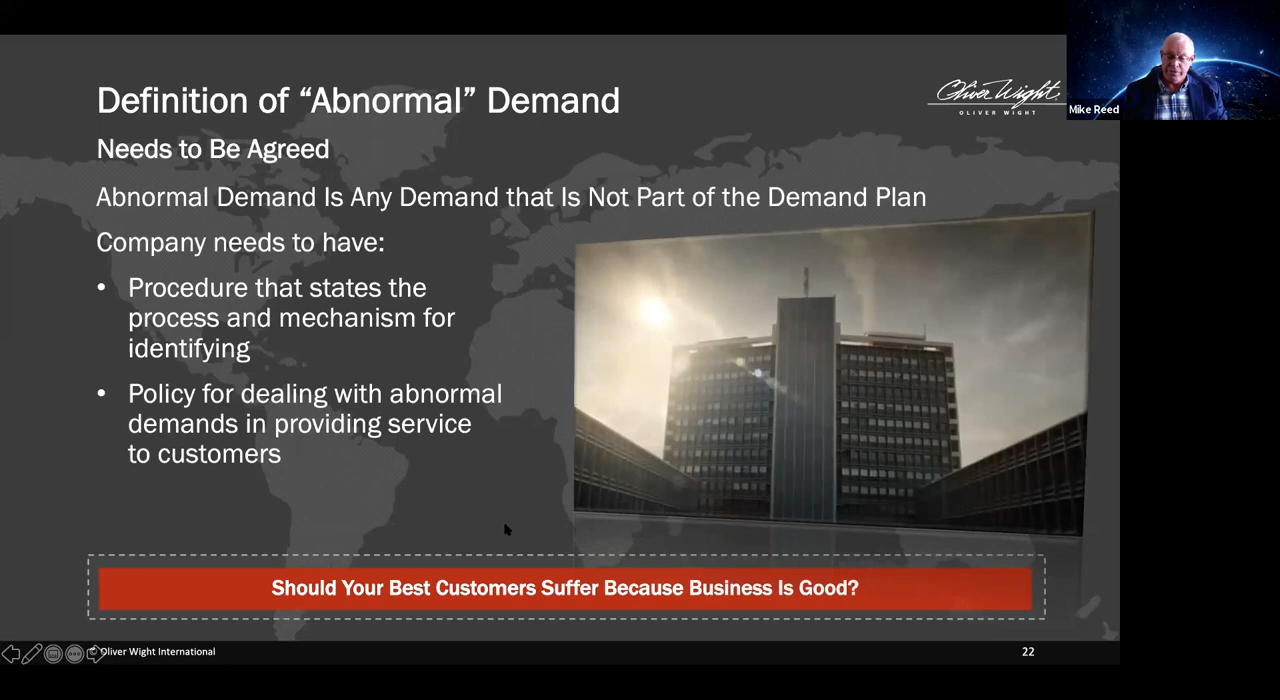 Definition of “Abnormal” Demand
Oliver Wight
OLIVER WIGHT
Mike Reed
Needs to Be Agreed
Abnormal Demand Is Any Demand that Is Not Part of the Demand Plan
Company needs to have:
• Procedure that states the
process and mechanism for
identifying
• Policy for dealing with abnormal
demands in providing service
to customers
Should Your Best Customers Suffer Because Business Is Good?
© Oliver Wight International
22